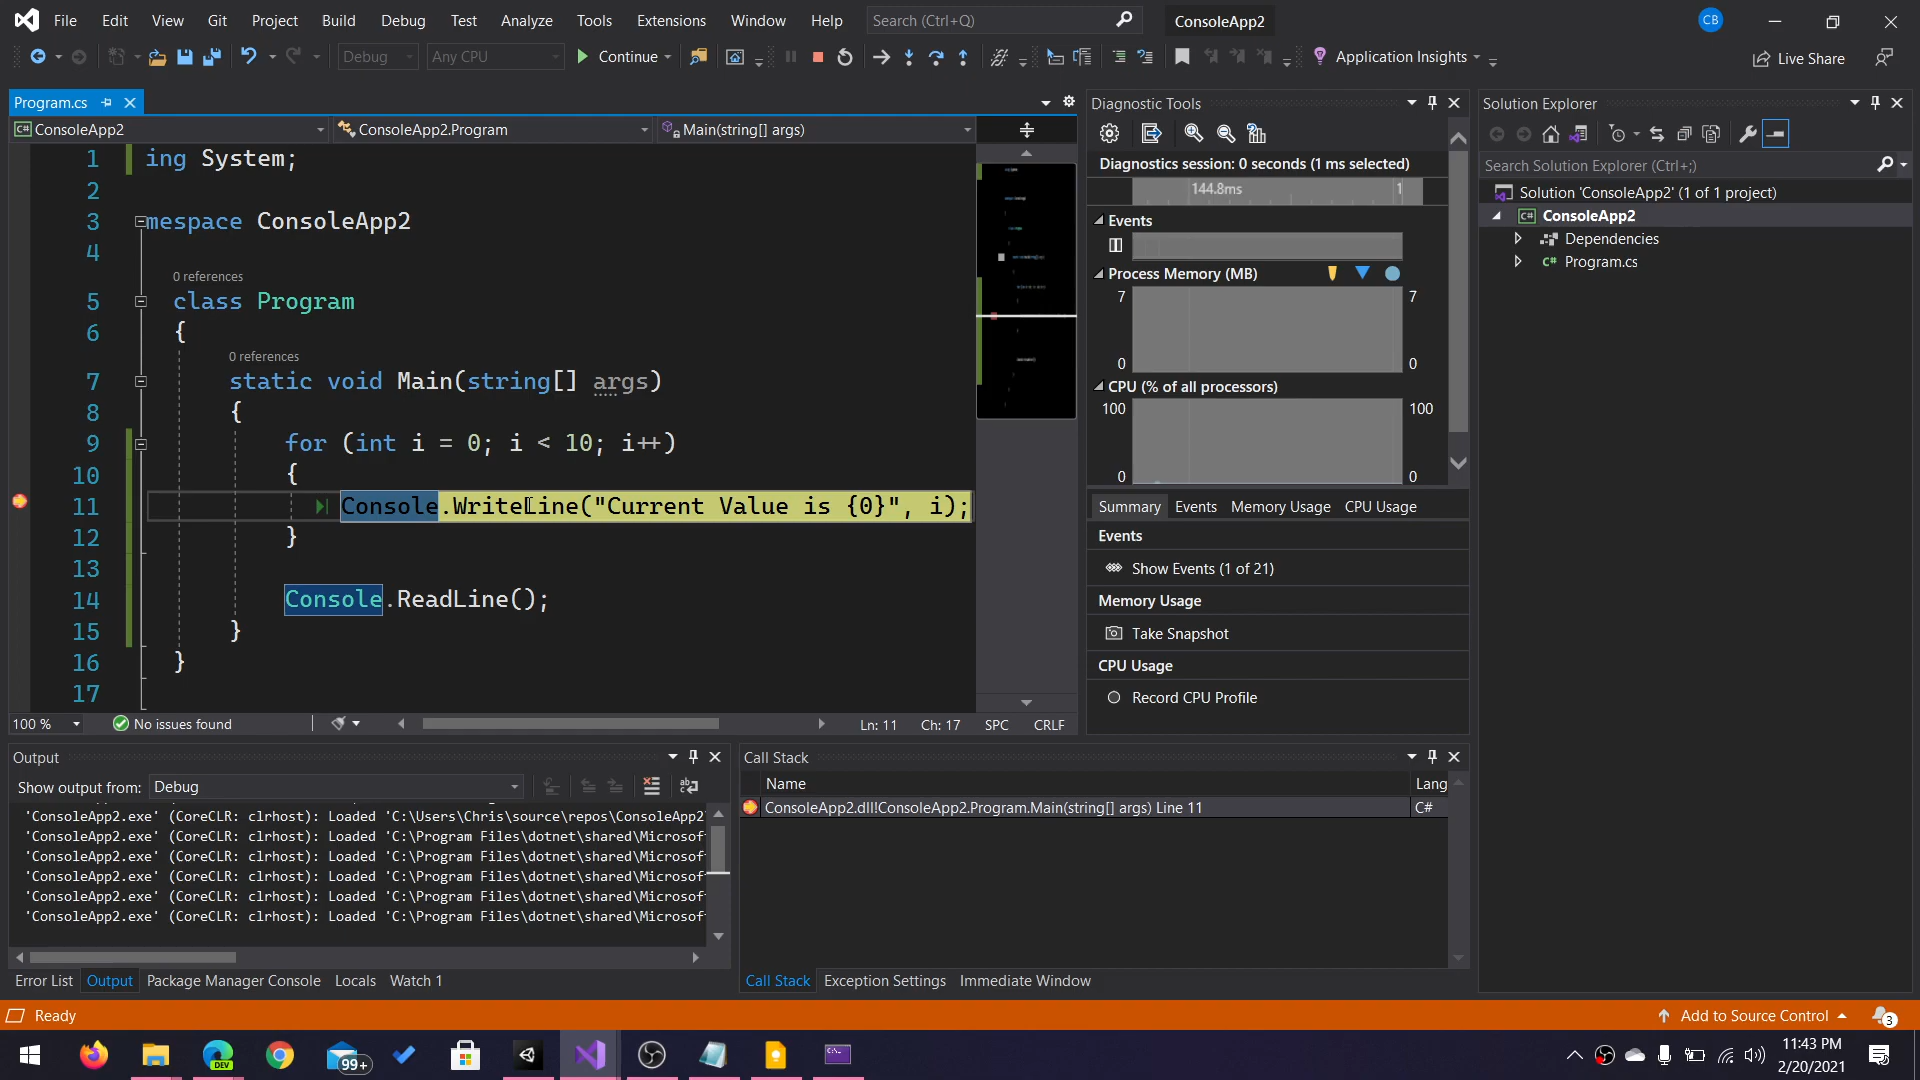 File Edit View Git Project Build Debug Test Analyze Tools Extensions Window Help Search (Ctrl+Q) ConsoleApp2 CB
Debug Any CPU Continue Application Insights Live Share
Program.cs
ConsoleApp2 ConsoleApp2.Program Main(string[] args)
1 ing System;
2
3 mespace ConsoleApp2
4
0 references
5 class Program
6 {
0 references
7 static void Main(string[] args)
8 {
9 for (int i = 0; i < 10; i++)
10 {
11 Console.WriteLine("Current Value is {0}", i);
12 }
13
14 Console.ReadLine();
15 }
16 }
17
100 % No issues found Ln: 11 Ch: 17 SPC CRLF
Diagnostic Tools
Diagnostics session: 0 seconds (1 ms selected)
144.8ms 1
Events
Process Memory (MB)
7 7
0 0
CPU (% of all processors)
100 100
0 0
Summary Events Memory Usage CPU Usage
Events
Show Events (1 of 21)
Memory Usage
Take Snapshot
CPU Usage
Record CPU Profile
Solution Explorer
Search Solution Explorer (Ctrl+;)
Solution 'ConsoleApp2' (1 of 1 project)
C# ConsoleApp2
Dependencies
C# Program.cs
Output
Show output from: Debug
'ConsoleApp2.exe' (CoreCLR: clrhost): Loaded 'C:\Users\Chris\source\repos\ConsoleApp2
'ConsoleApp2.exe' (CoreCLR: clrhost): Loaded 'C:\Program Files\dotnet\shared\Microsof
'ConsoleApp2.exe' (CoreCLR: clrhost): Loaded 'C:\Program Files\dotnet\shared\Microsof
'ConsoleApp2.exe' (CoreCLR: clrhost): Loaded 'C:\Program Files\dotnet\shared\Microsof
'ConsoleApp2.exe' (CoreCLR: clrhost): Loaded 'C:\Program Files\dotnet\shared\Microsof
'ConsoleApp2.exe' (CoreCLR: clrhost): Loaded 'C:\Program Files\dotnet\shared\Microsof
Error List Output Package Manager Console Locals Watch 1
Call Stack
Name Lang
ConsoleApp2.dll!ConsoleApp2.Program.Main(string[] args) Line 11 C#
Call Stack Exception Settings Immediate Window
Ready Add to Source Control 3
DEV 99+ 11:43 PM
2/20/2021